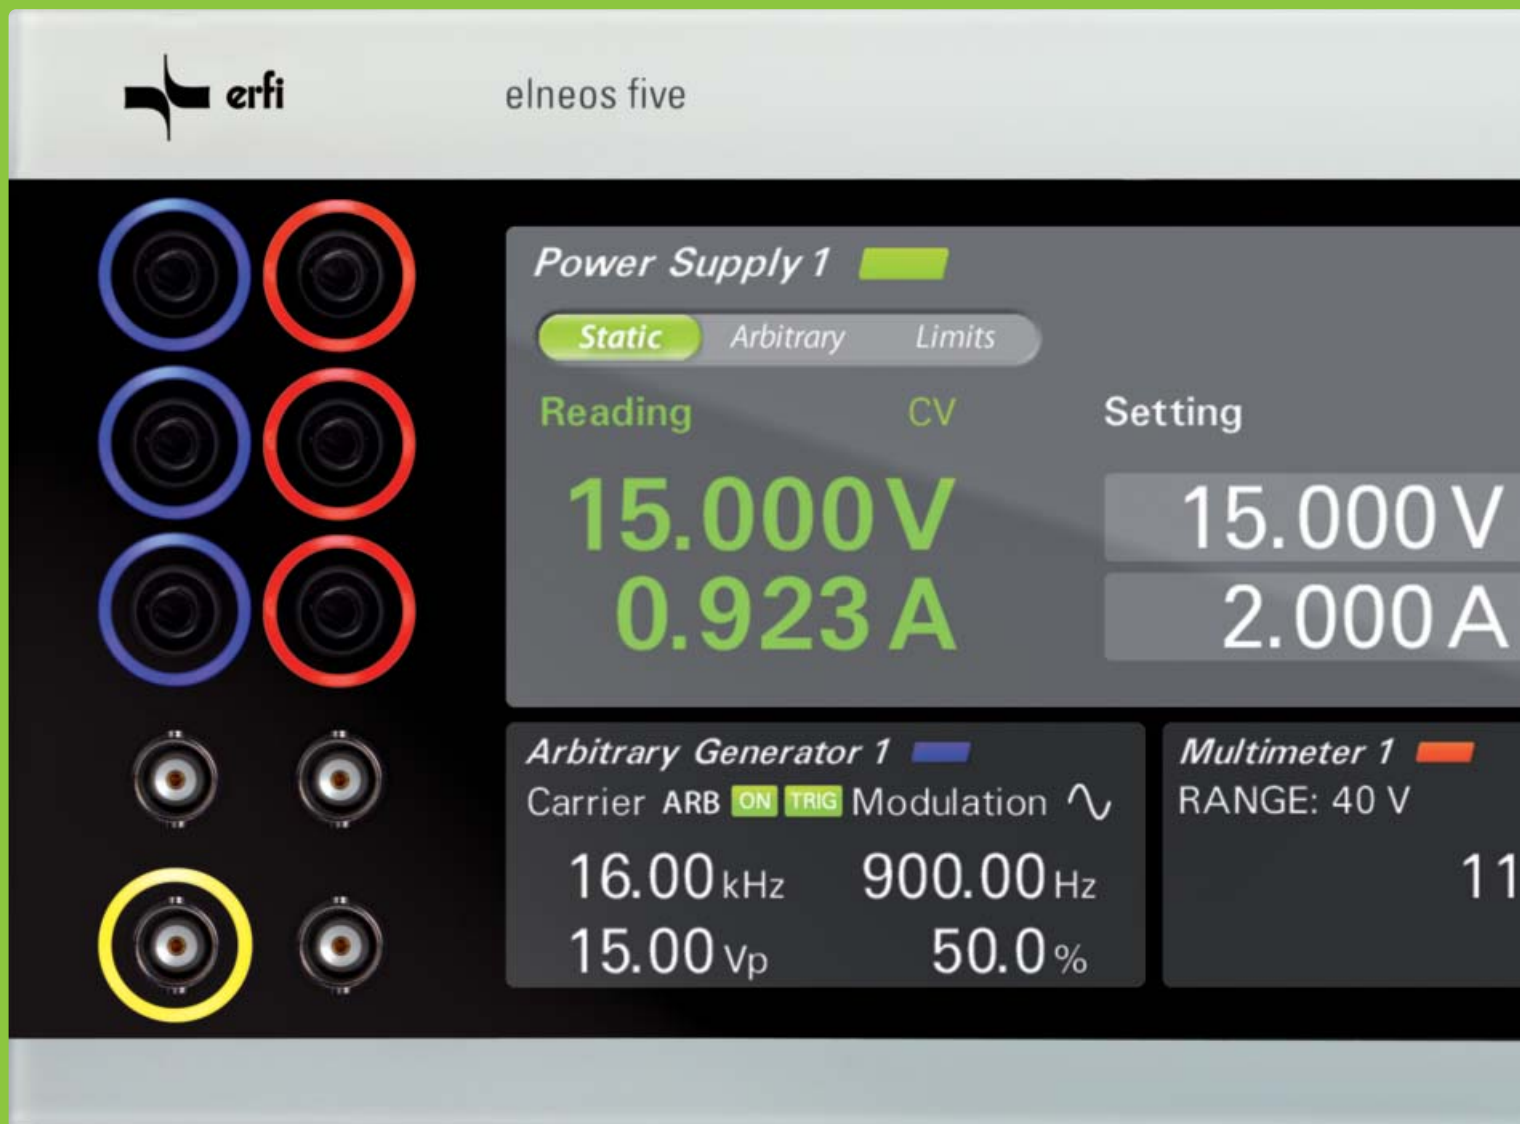 erfi
elneos five
Power Supply 1
Static Arbitrary Limits
Reading CV Setting
15.000 V 15.000 V
0.923 A 2.000 A
Arbitrary Generator 1
Carrier ARB ON TRIG Modulation
16.00 kHz 900.00 Hz
15.00 Vp 50.0 %
Multimeter 1
RANGE: 40 V
11